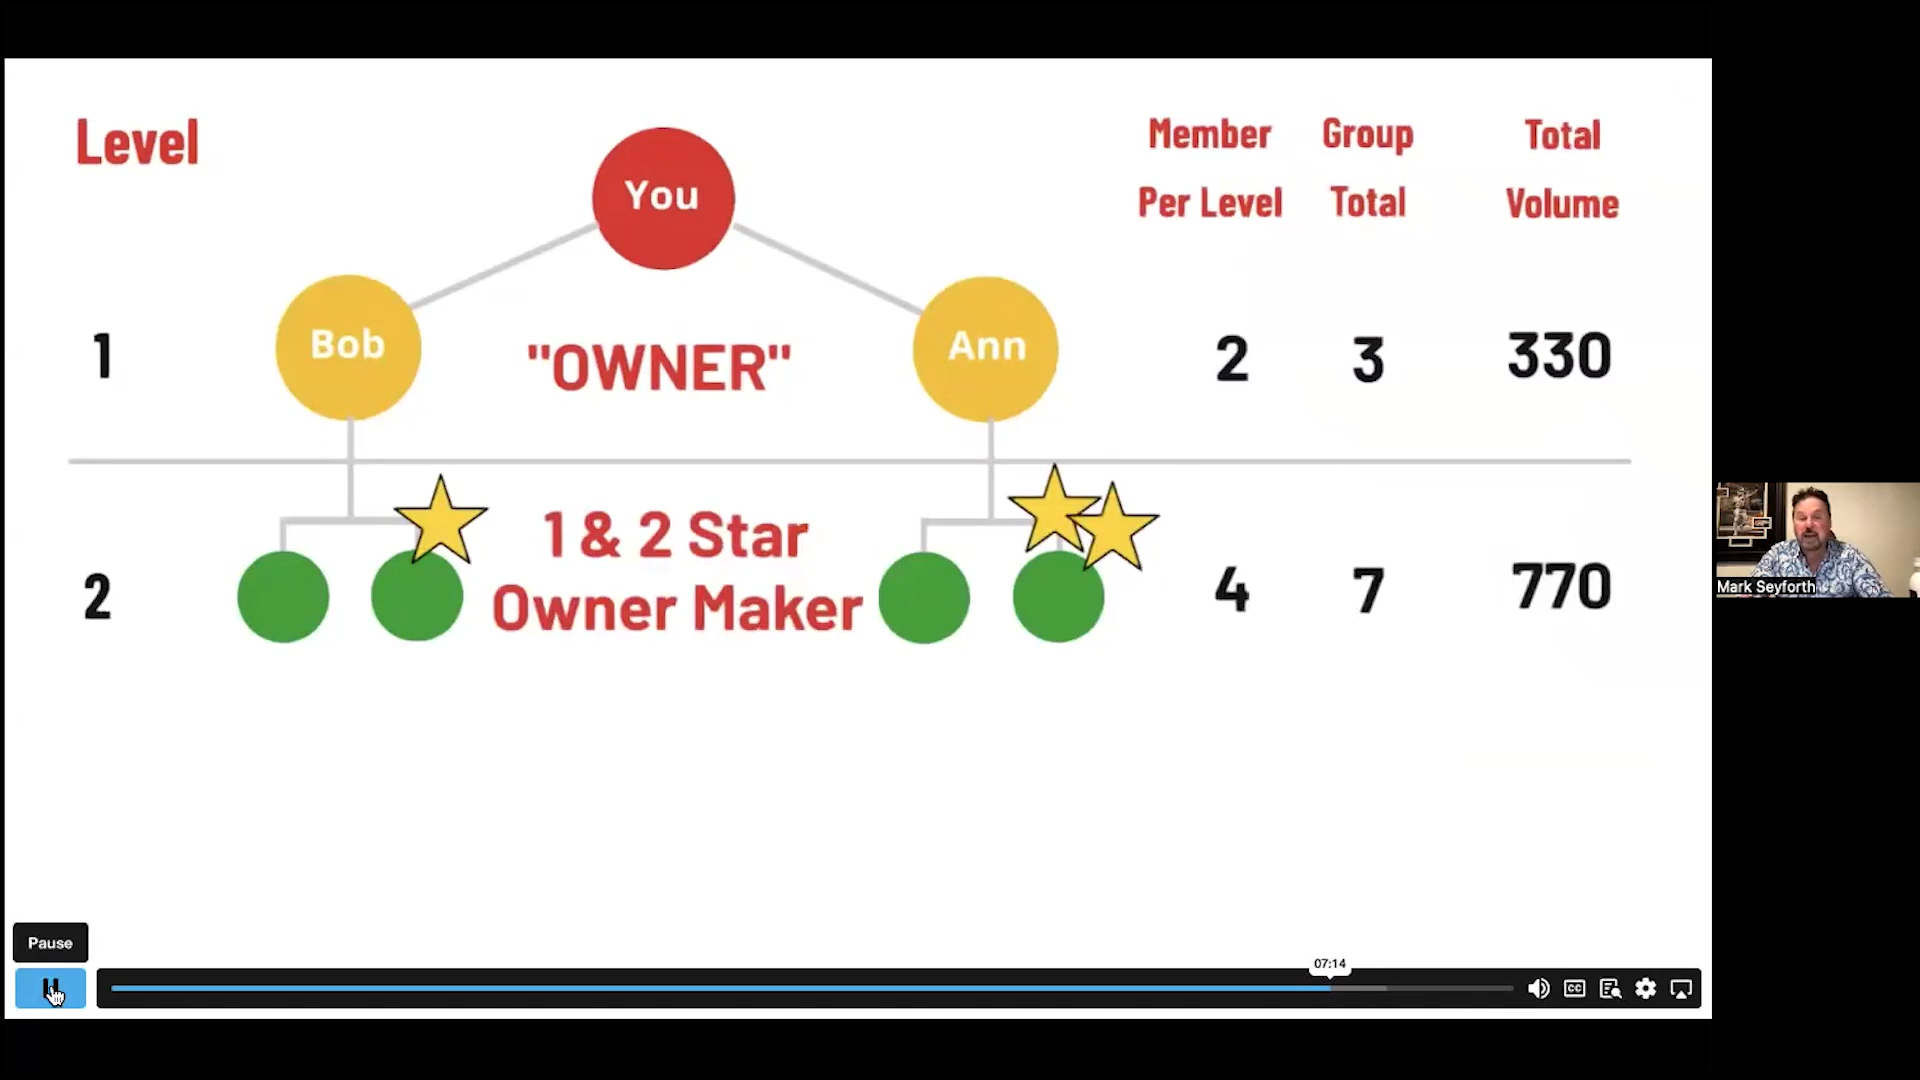 Level
You
Member
Per Level
Group
Total
Total
Volume
1
Bob
"OWNER"
Ann
2
3
330
2
1 & 2 Star
Owner Maker
4
7
770
Mark Seyforth
Pause
07:14
CC